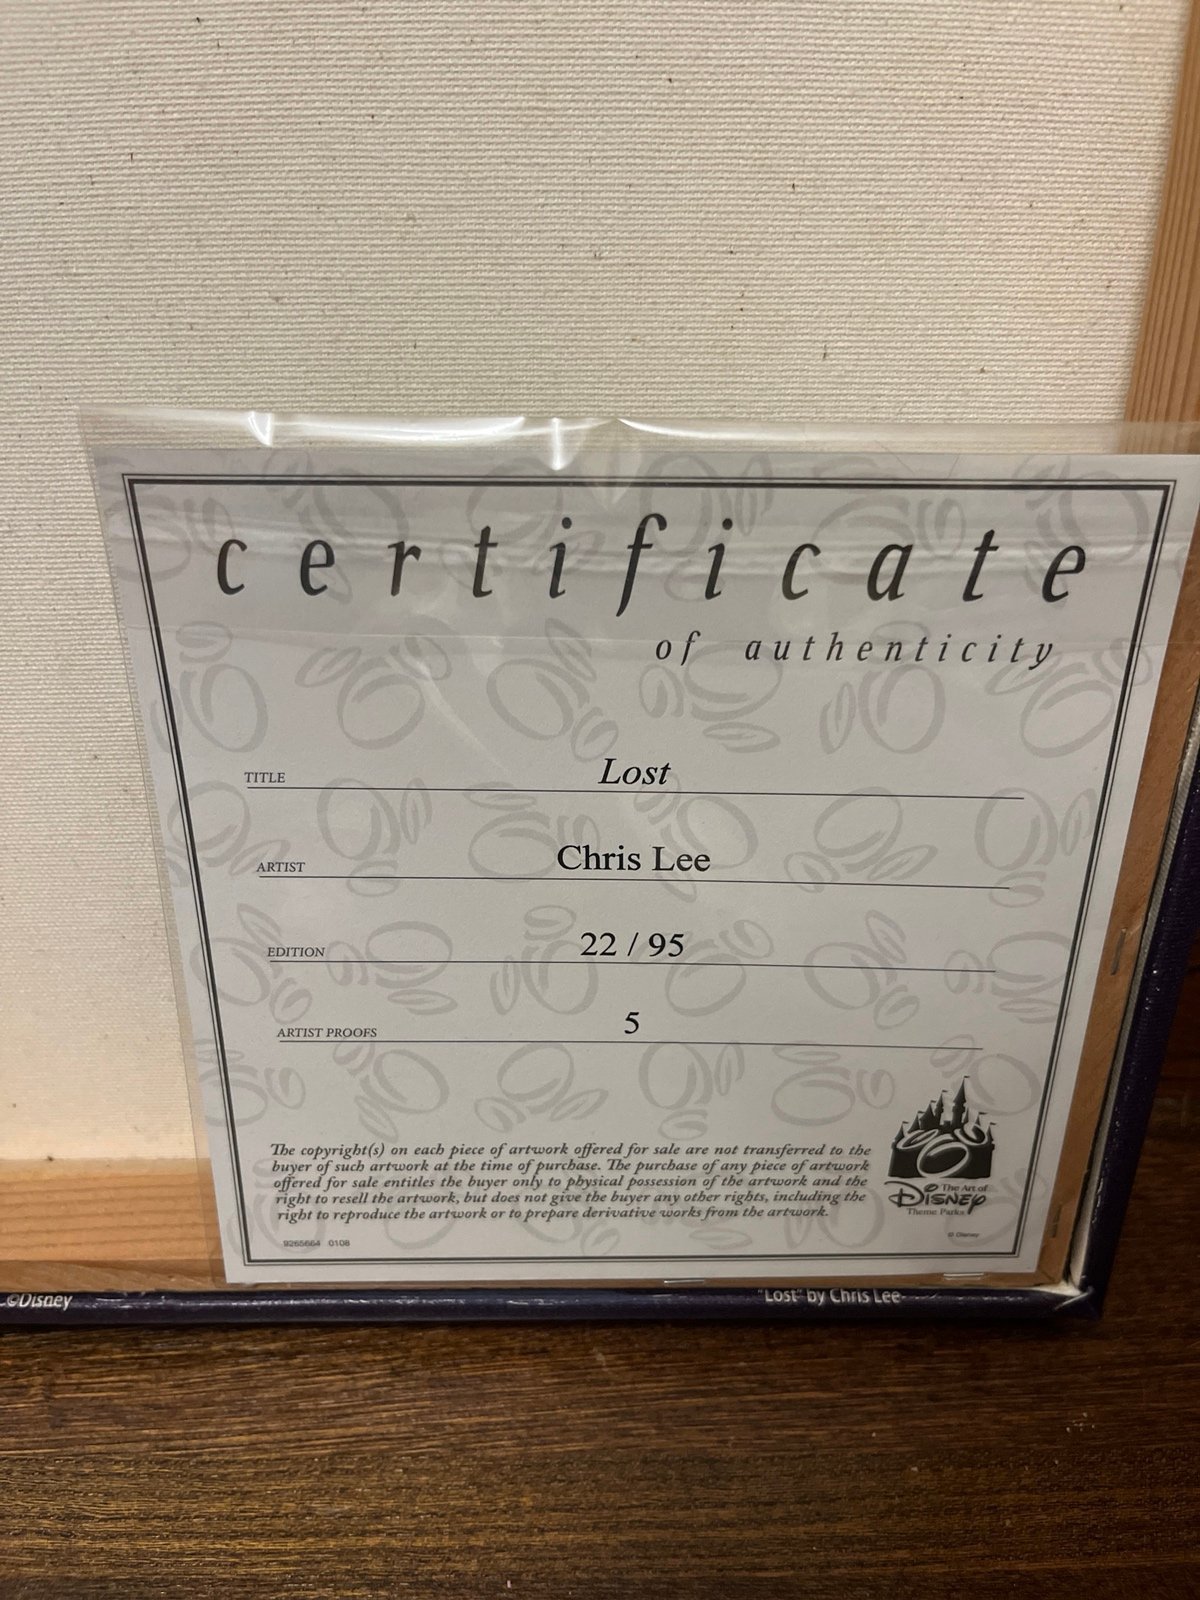 certificate
of authenticity
TITLE Lost
ARTIST Chris Lee
EDITION 22 / 95
ARTIST PROOFS 5
The copyright(s) on each piece of artwork offered for sale are not transferred to the
buyer of such artwork at the time of purchase. The purchase of any piece of artwork
offered for sale entitles the buyer only to physical possession of the artwork and the
right to resell the artwork, but does not give the buyer any other rights, including the
right to reproduce the artwork or to prepare derivative works from the artwork.
The Art of
Disney
Theme Parks
© Disney
9265664 0108
©Disney
"Lost" by Chris Lee